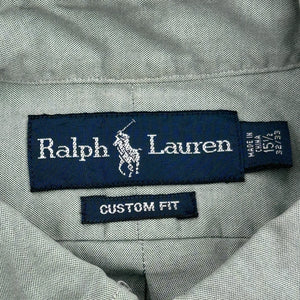 Ralph Lauren
CUSTOM FIT
MADE IN
CHINA
15½
32/33